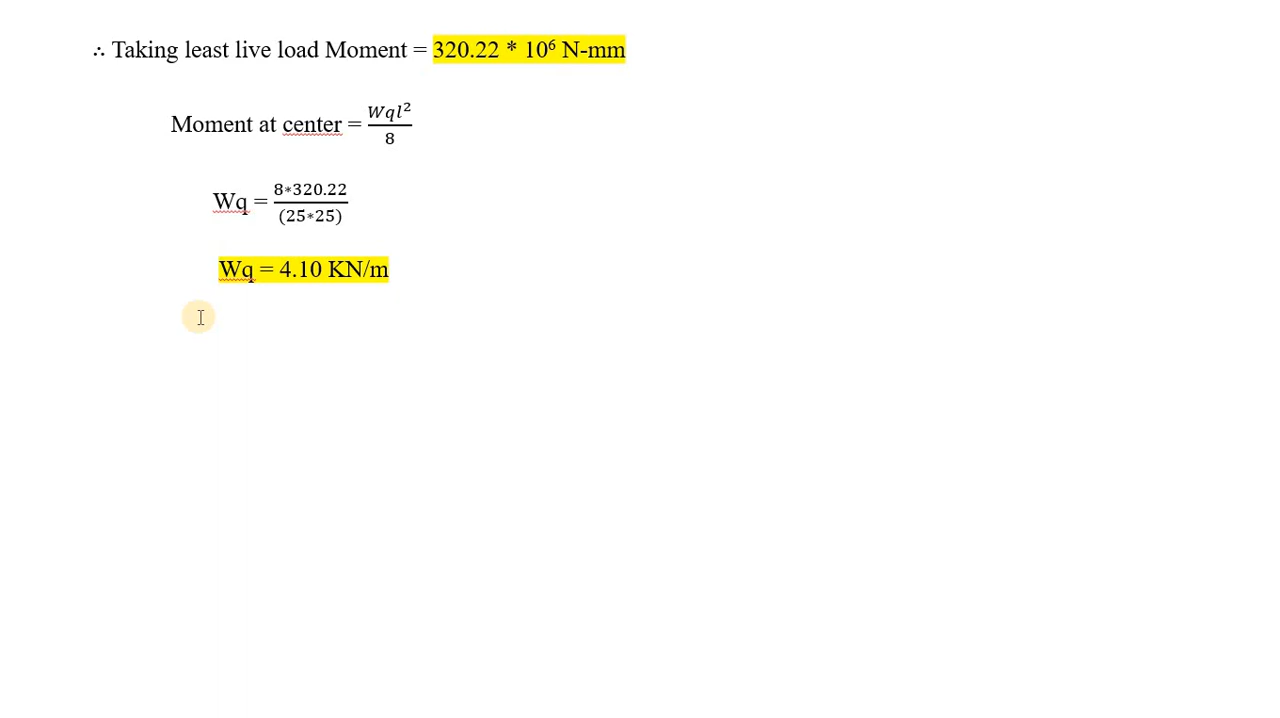 ∴ Taking least live load Moment = 320.22 * 10⁶ N-mm
Moment at center = Wql²/8
Wq = 8*320.22/(25*25)
Wq = 4.10 KN/m